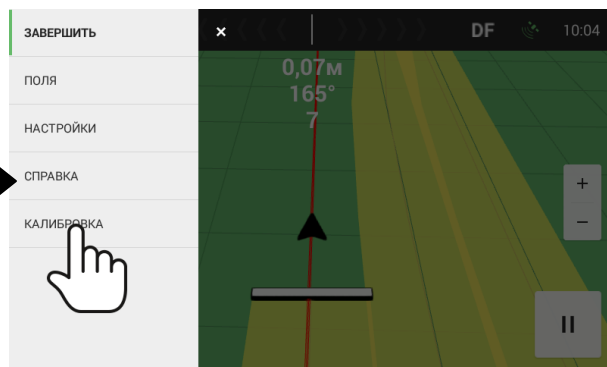 ЗАВЕРШИТЬ
ПОЛЯ
НАСТРОЙКИ
СПРАВКА
КАЛИБРОВКА
×
DF
10:04
0,07м
165°
7
+
−